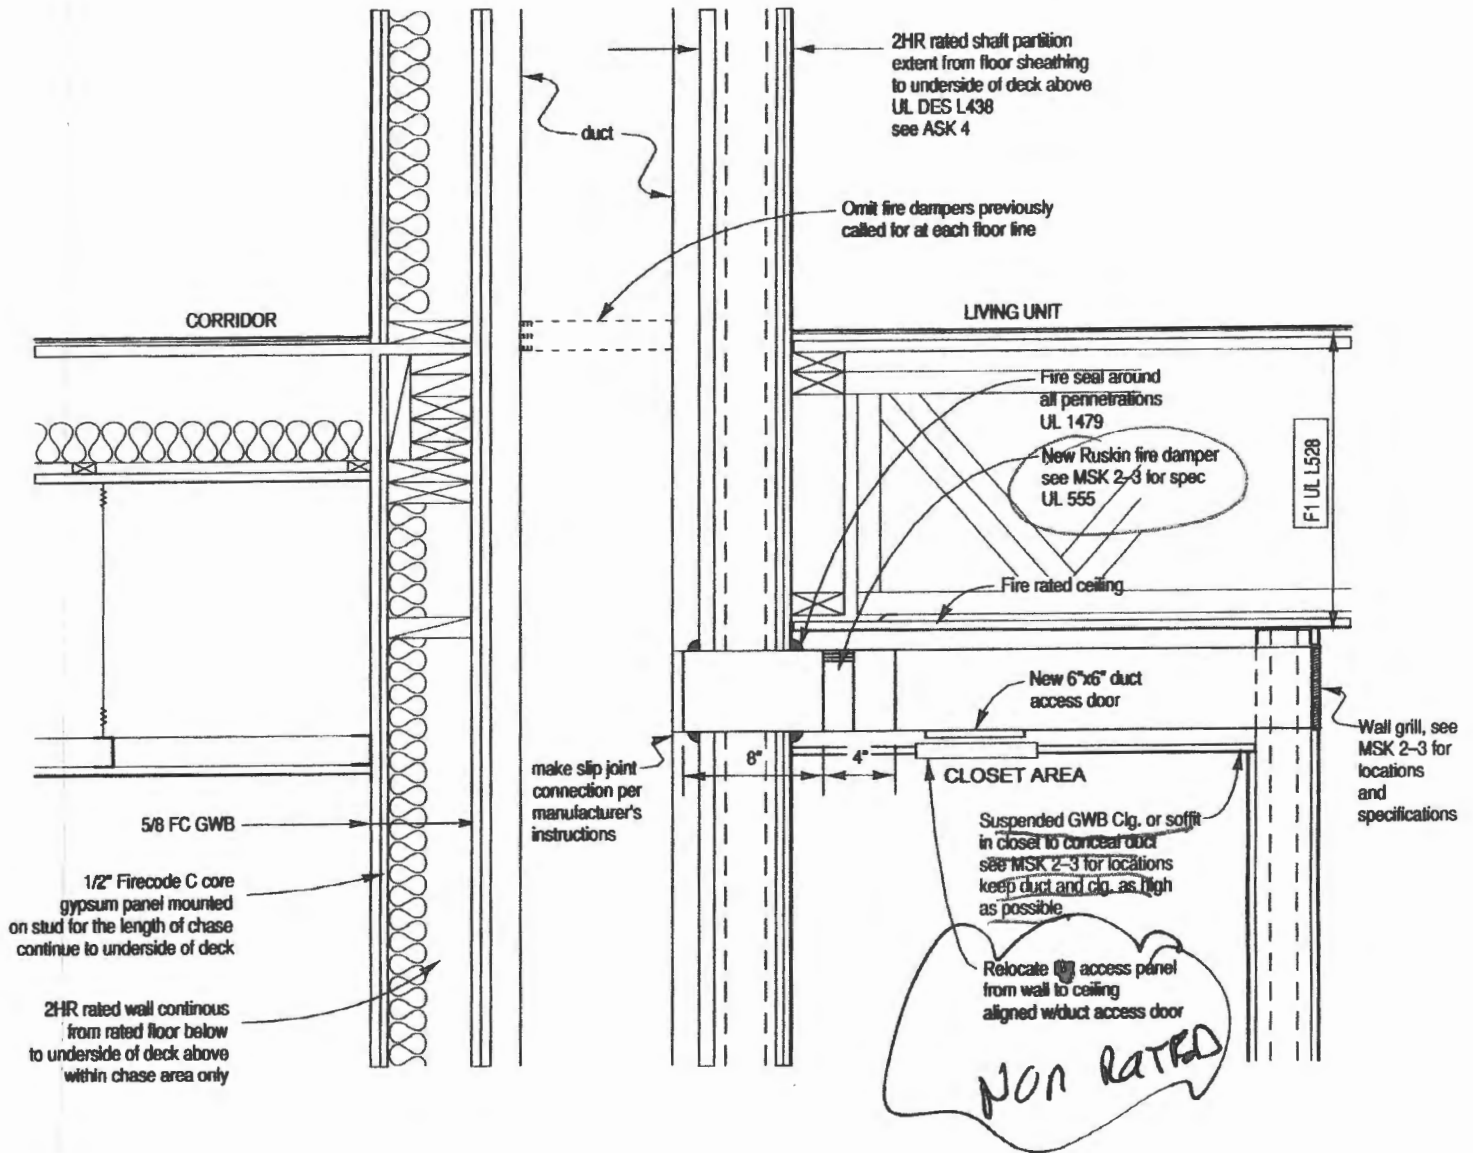 2HR rated shaft partition
extent from floor sheathing
to underside of deck above
UL DES L438
see ASK 4
duct
Omit fire dampers previously
called for at each floor line
CORRIDOR
LIVING UNIT
Fire seal around
all pennetrations
UL 1479
New Ruskin fire damper
see MSK 2-3 for spec
UL 555
F1 UL L528
Fire rated ceiling
New 6"x6" duct
access door
Wall grill, see
MSK 2-3 for
locations
and
specifications
8"
4"
CLOSET AREA
make slip joint
connection per
manufacturer's
instructions
5/8 FC GWB
Suspended GWB Clg. or soffit
in closet to conceal duct
see MSK 2-3 for locations
keep duct and clg. as high
as possible
1/2" Firecode C core
gypsum panel mounted
on stud for the length of chase
continue to underside of deck
Relocate access panel
from wall to ceiling
aligned w/duct access door
2HR rated wall continous
from rated floor below
to underside of deck above
within chase area only
NON RATED